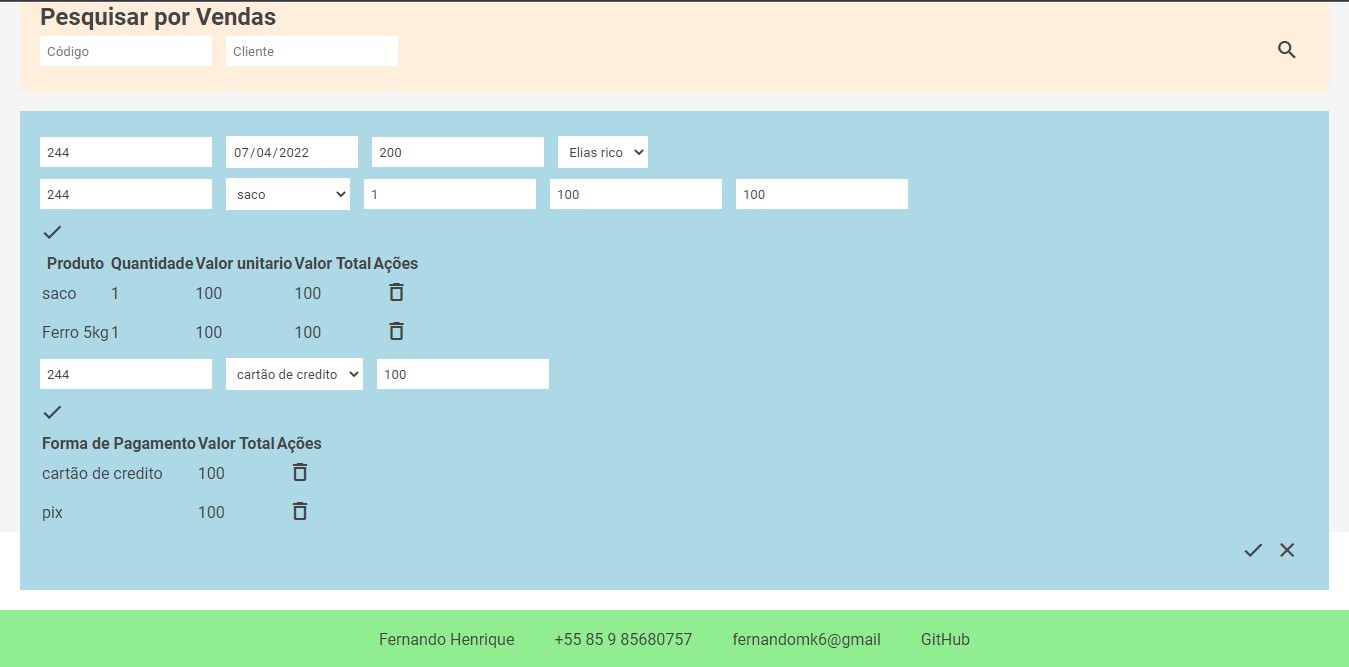 Pesquisar por Vendas
Código Cliente
244 07/04/2022 200 Elias rico
244 saco 1 100 100
Produto Quantidade Valor unitario Valor Total Ações
saco 1 100 100
Ferro 5kg 1 100 100
244 cartão de credito 100
Forma de Pagamento Valor Total Ações
cartão de credito 100
pix 100
Fernando Henrique +55 85 9 85680757 fernandomk6@gmail GitHub